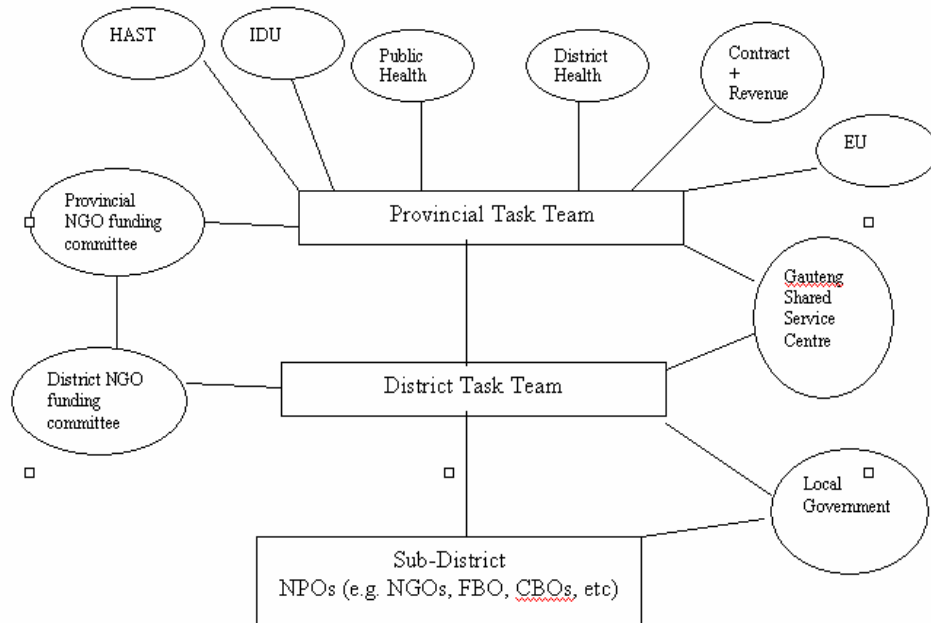 HAST
IDU
Public
Health
District
Health
Contract
+
Revenue
EU
Provincial
NGO funding
committee
Provincial Task Team
Gauteng
Shared
Service
Centre
District NGO
funding
committee
District Task Team
Local
Government
Sub-District
NPOs (e.g. NGOs, FBO, CBOs, etc)